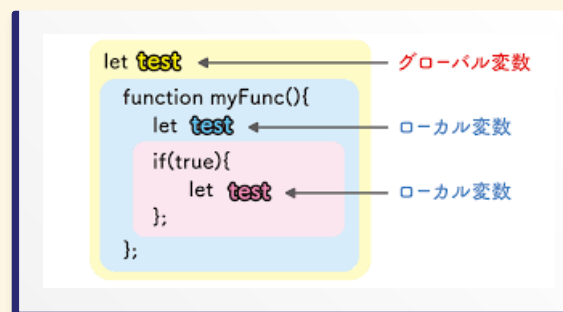 let test グローバル変数
function myFunc(){
let test ローカル変数
if(true){
let test ローカル変数
};
};